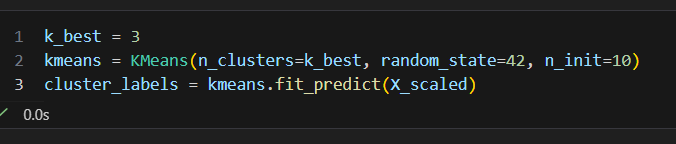 1 k_best = 3
2 kmeans = KMeans(n_clusters=k_best, random_state=42, n_init=10)
3 cluster_labels = kmeans.fit_predict(X_scaled)
0.0s